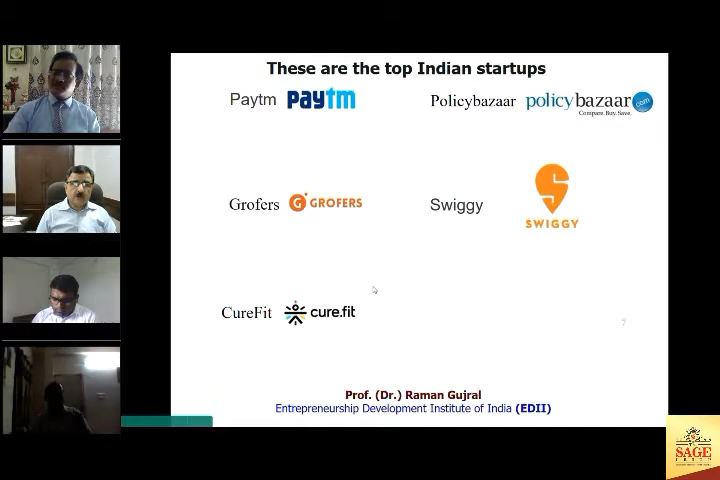 These are the top Indian startups
Paytm paytm
Policybazaar policybazaar.com
Compare. Buy. Save.
Grofers G GROFERS
Swiggy SWIGGY
CureFit cure.fit
Prof. (Dr.) Raman Gujral
Entrepreneurship Development Institute of India (EDII)
SAGE